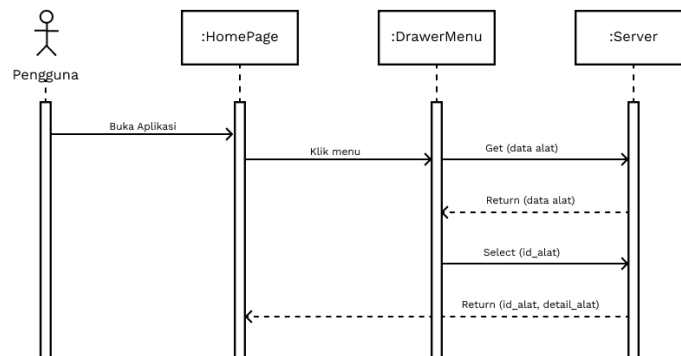 :HomePage
:DrawerMenu
:Server
Pengguna
Buka Aplikasi
Klik menu
Get (data alat)
Return (data alat)
Select (id_alat)
Return (id_alat, detail_alat)